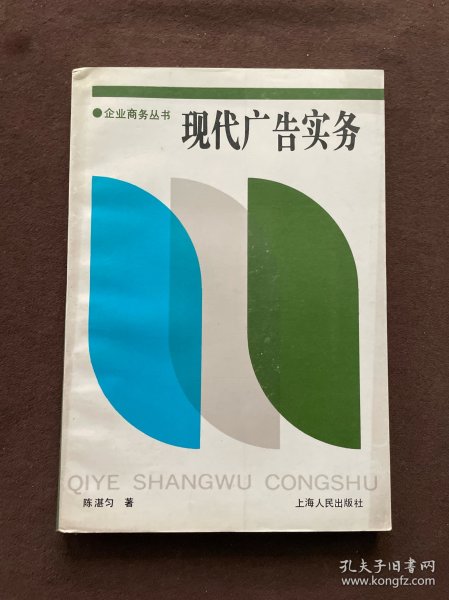 ●企业商务丛书
现代广告实务
QIYE SHANGWU CONGSHU
陈湛匀 著
上海人民出版社
孔夫子旧书网
www.kongfz.com